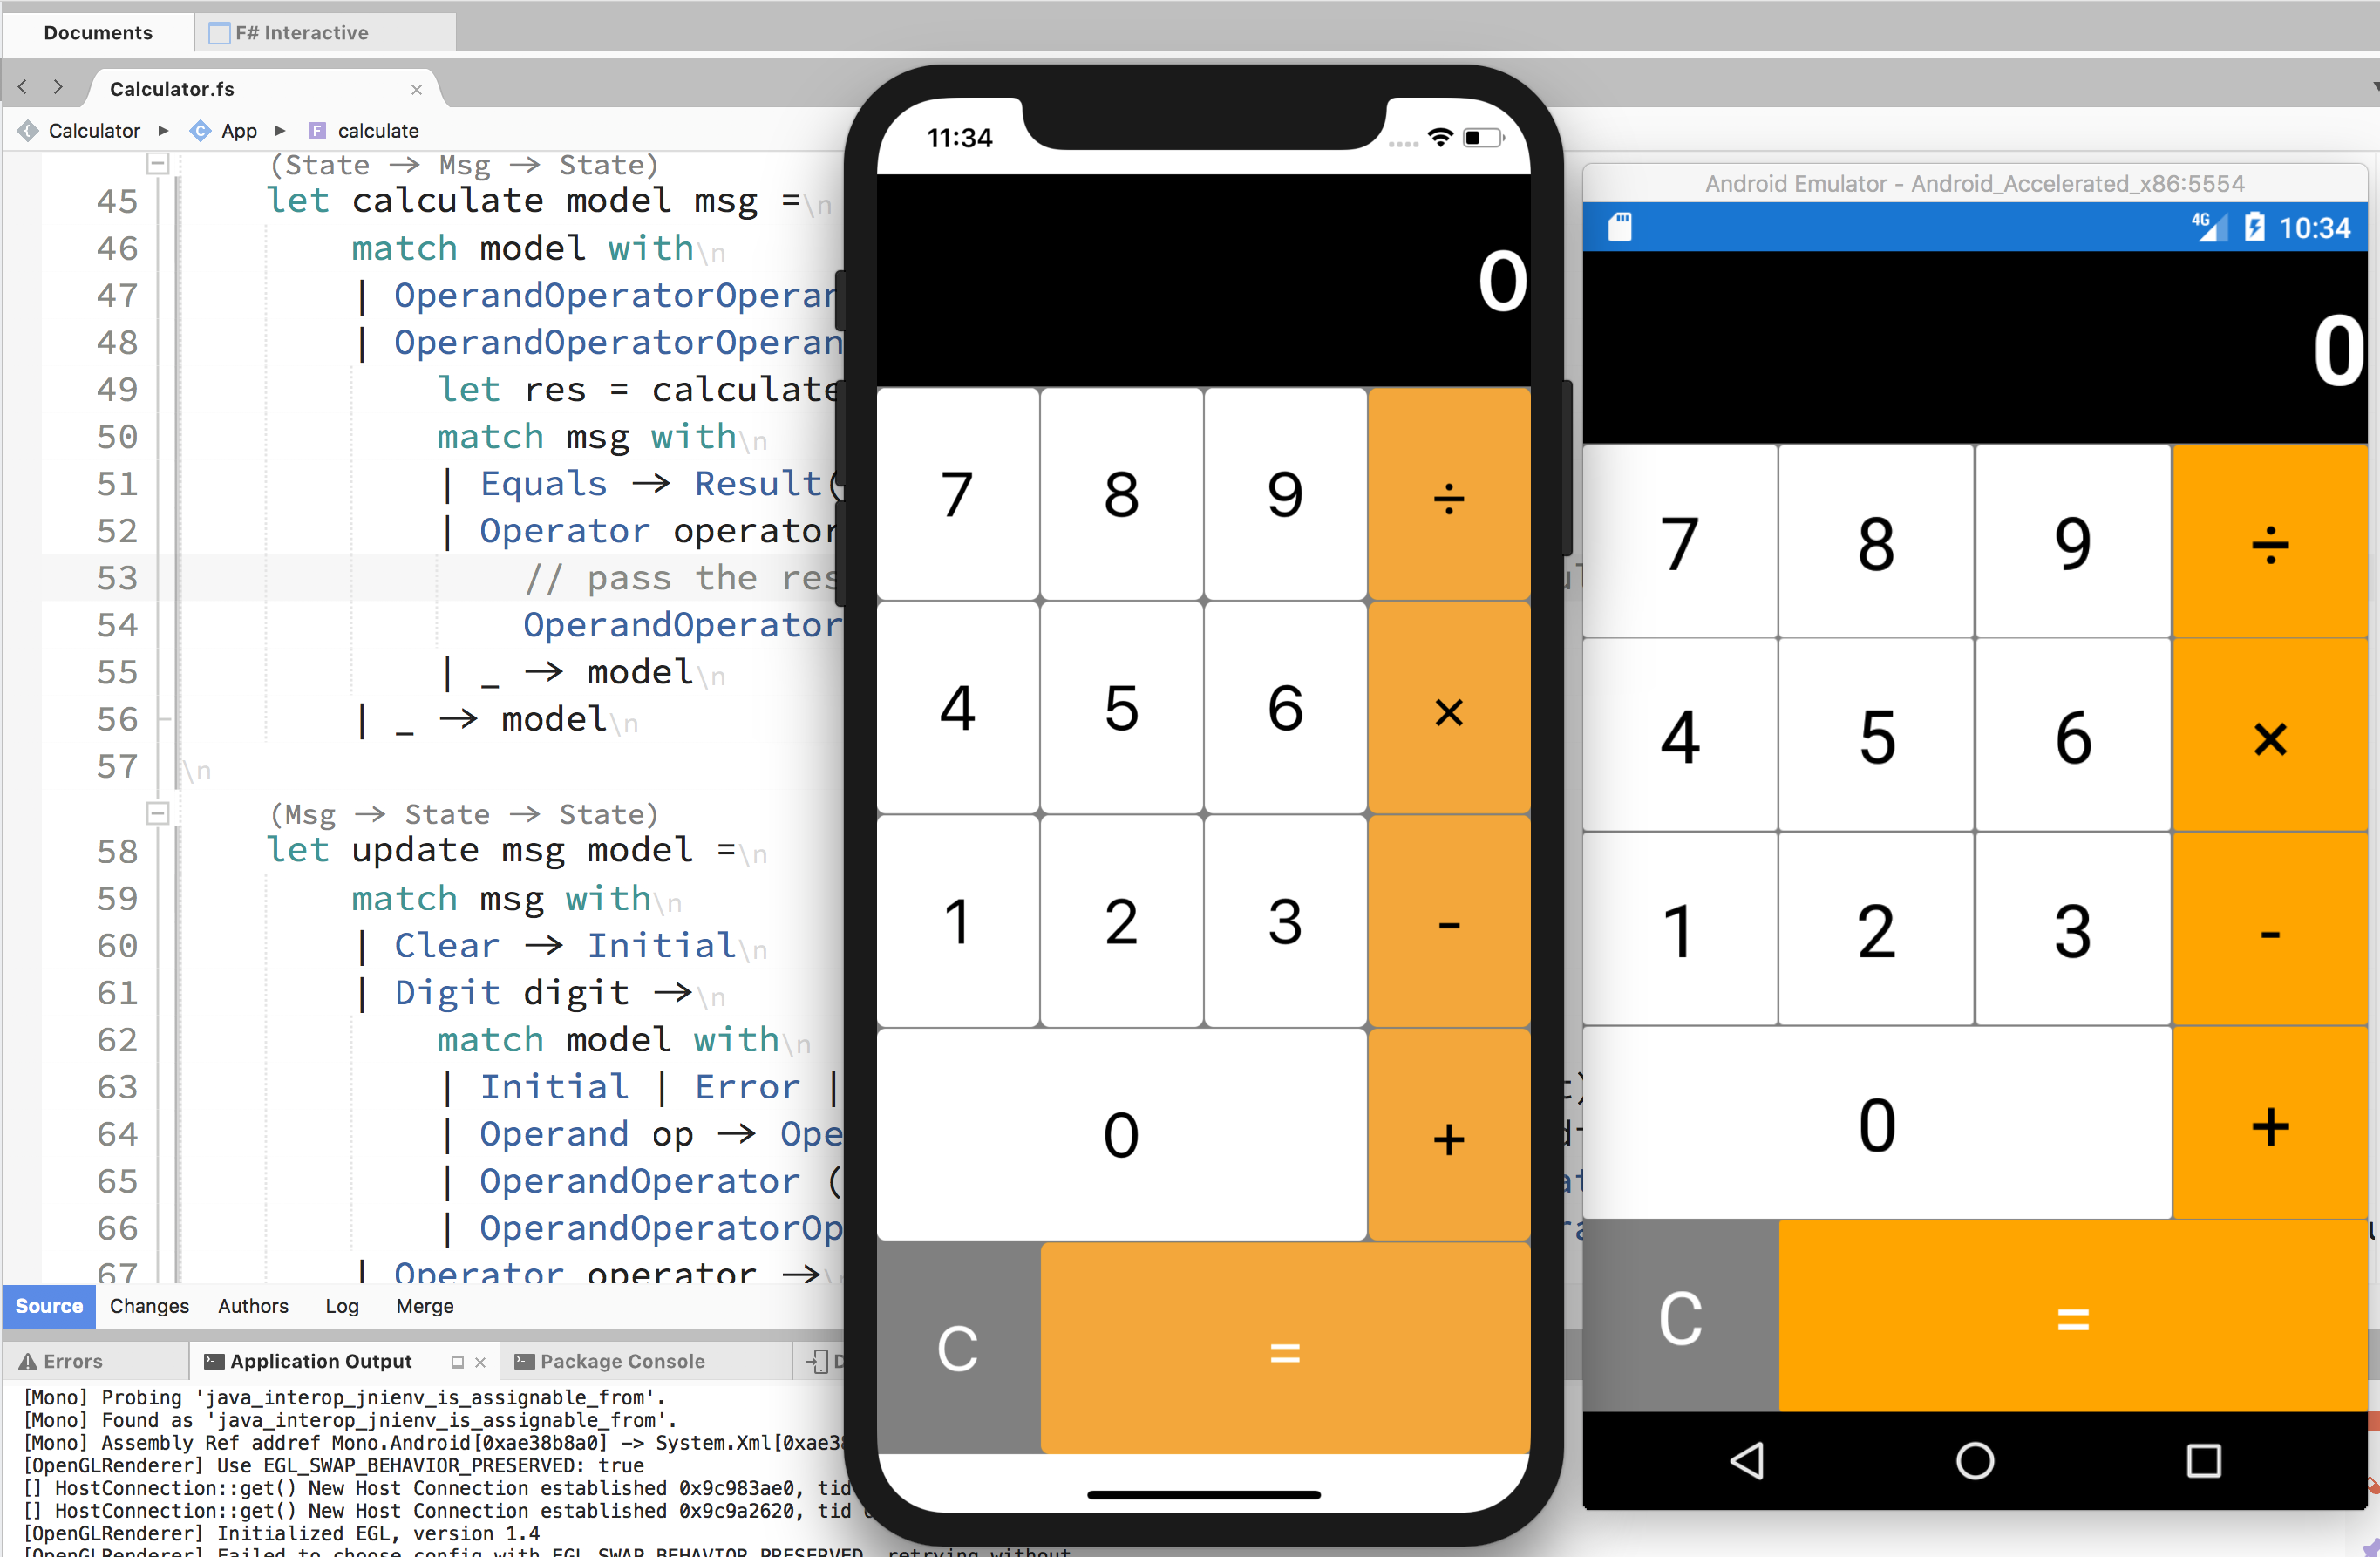 Documents
F# Interactive
Calculator.fs
Calculator App F calculate
(State → Msg → State)
45 let calculate model msg =\n
46 match model with\n
47 | OperandOperatorOperan
48 | OperandOperatorOperan
49 let res = calculate
50 match msg with\n
51 | Equals → Result(
52 | Operator operator
53 // pass the res
54 OperandOperator
55 | _ → model\n
56 | _ → model\n
57 \n
(Msg → State → State)
58 let update msg model =\n
59 match msg with\n
60 | Clear → Initial\n
61 | Digit digit →\n
62 match model with\n
63 | Initial | Error |
64 | Operand op → Ope
65 | OperandOperator (
66 | OperandOperatorOp
67 | Operator operator →\n
Source Changes Authors Log Merge
Errors
Application Output
Package Console
[Mono] Probing 'java_interop_jnienv_is_assignable_from'.
[Mono] Found as 'java_interop_jnienv_is_assignable_from'.
[Mono] Assembly Ref addref Mono.Android[0xae38b8a0] -> System.Xml[0xae38
[OpenGLRenderer] Use EGL_SWAP_BEHAVIOR_PRESERVED: true
[] HostConnection::get() New Host Connection established 0x9c983ae0, tid
[] HostConnection::get() New Host Connection established 0x9c9a2620, tid
[OpenGLRenderer] Initialized EGL, version 1.4
[OpenGLRenderer] Failed to choose config with EGL_SWAP_BEHAVIOR_PRESERVED, retrying without
11:34
0
7 8 9 ÷
4 5 6 ×
1 2 3 -
0 +
C =
Android Emulator - Android_Accelerated_x86:5554
4G 10:34
0
7 8 9 ÷
4 5 6 ×
1 2 3 -
0 +
C =